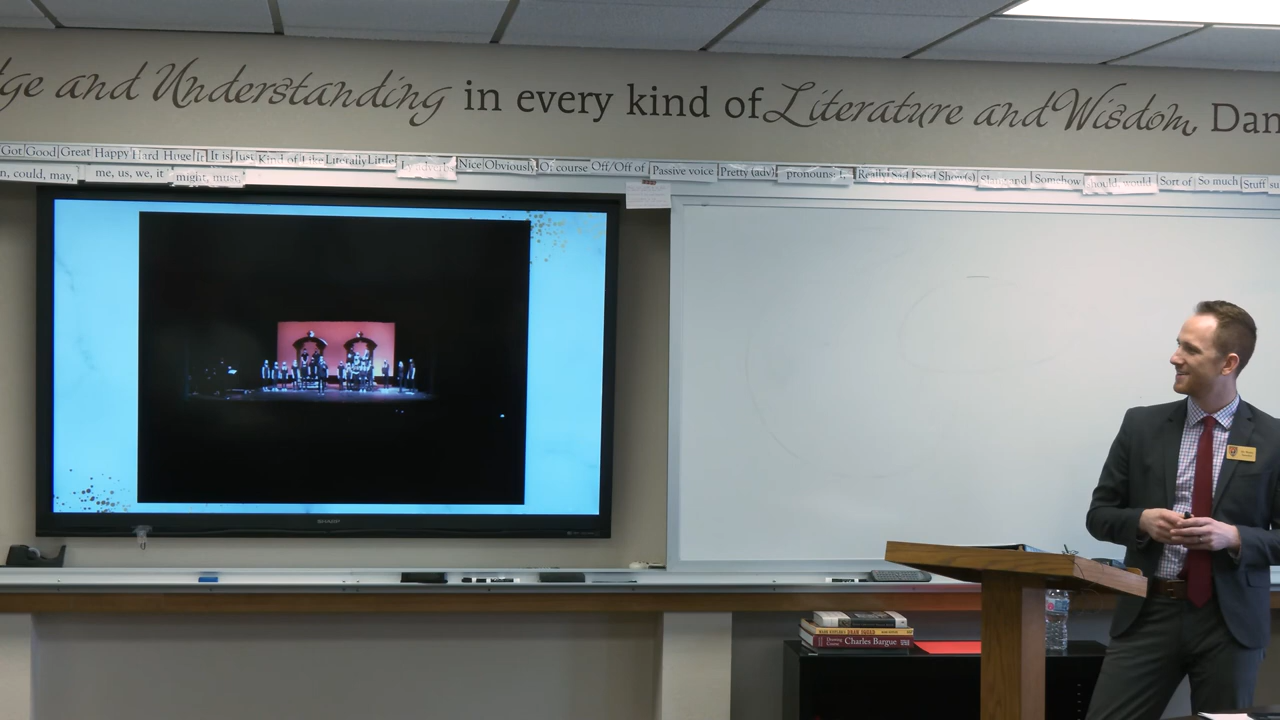 ge and Understanding in every kind of Literature and Wisdom, Dan
Got Good Great Happy Hard Huge It It is Just Kind of Like Literally Little Nice Obviously Of course Off/Off of Passive voice Pretty (adv) pronouns: I, Really Sad Said Show(s) Slang and Somehow should, would Sort of So much Stuff
n, could, may, me, us, we, it might, must,
SHARP
Charles Bargue